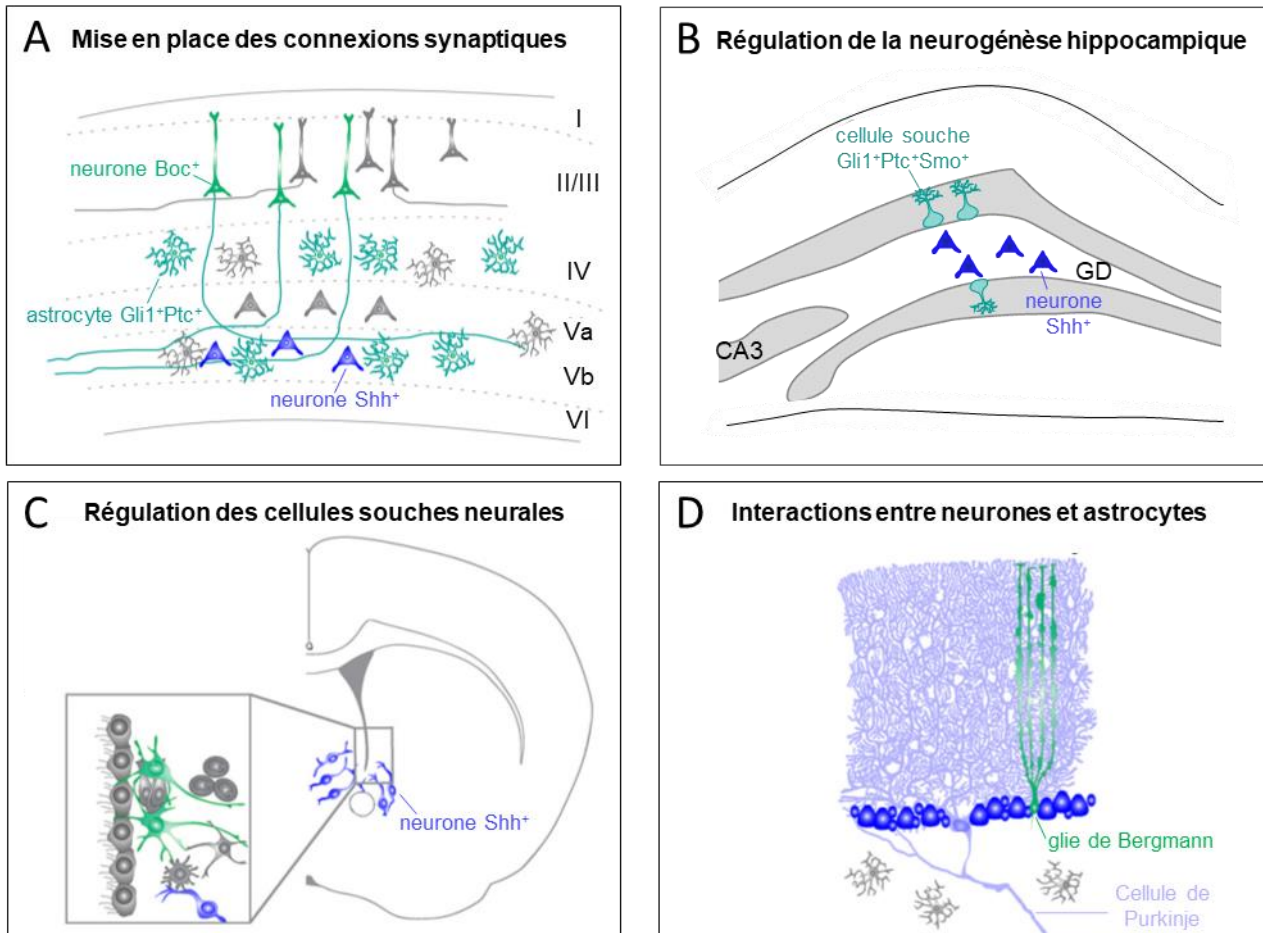 A Mise en place des connexions synaptiques
I
neurone Boc⁺
II/III
IV
astrocyte Gli1⁺Ptc⁺
Va
Vb
neurone Shh⁺
VI
B Régulation de la neurogénèse hippocampique
cellule souche
Gli1⁺Ptc⁺Smo⁺
GD
neurone
Shh⁺
CA3
C Régulation des cellules souches neurales
neurone Shh⁺
D Interactions entre neurones et astrocytes
glie de Bergmann
Cellule de
Purkinje